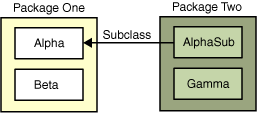 Package One
Package Two
Alpha
Subclass
AlphaSub
Beta
Gamma